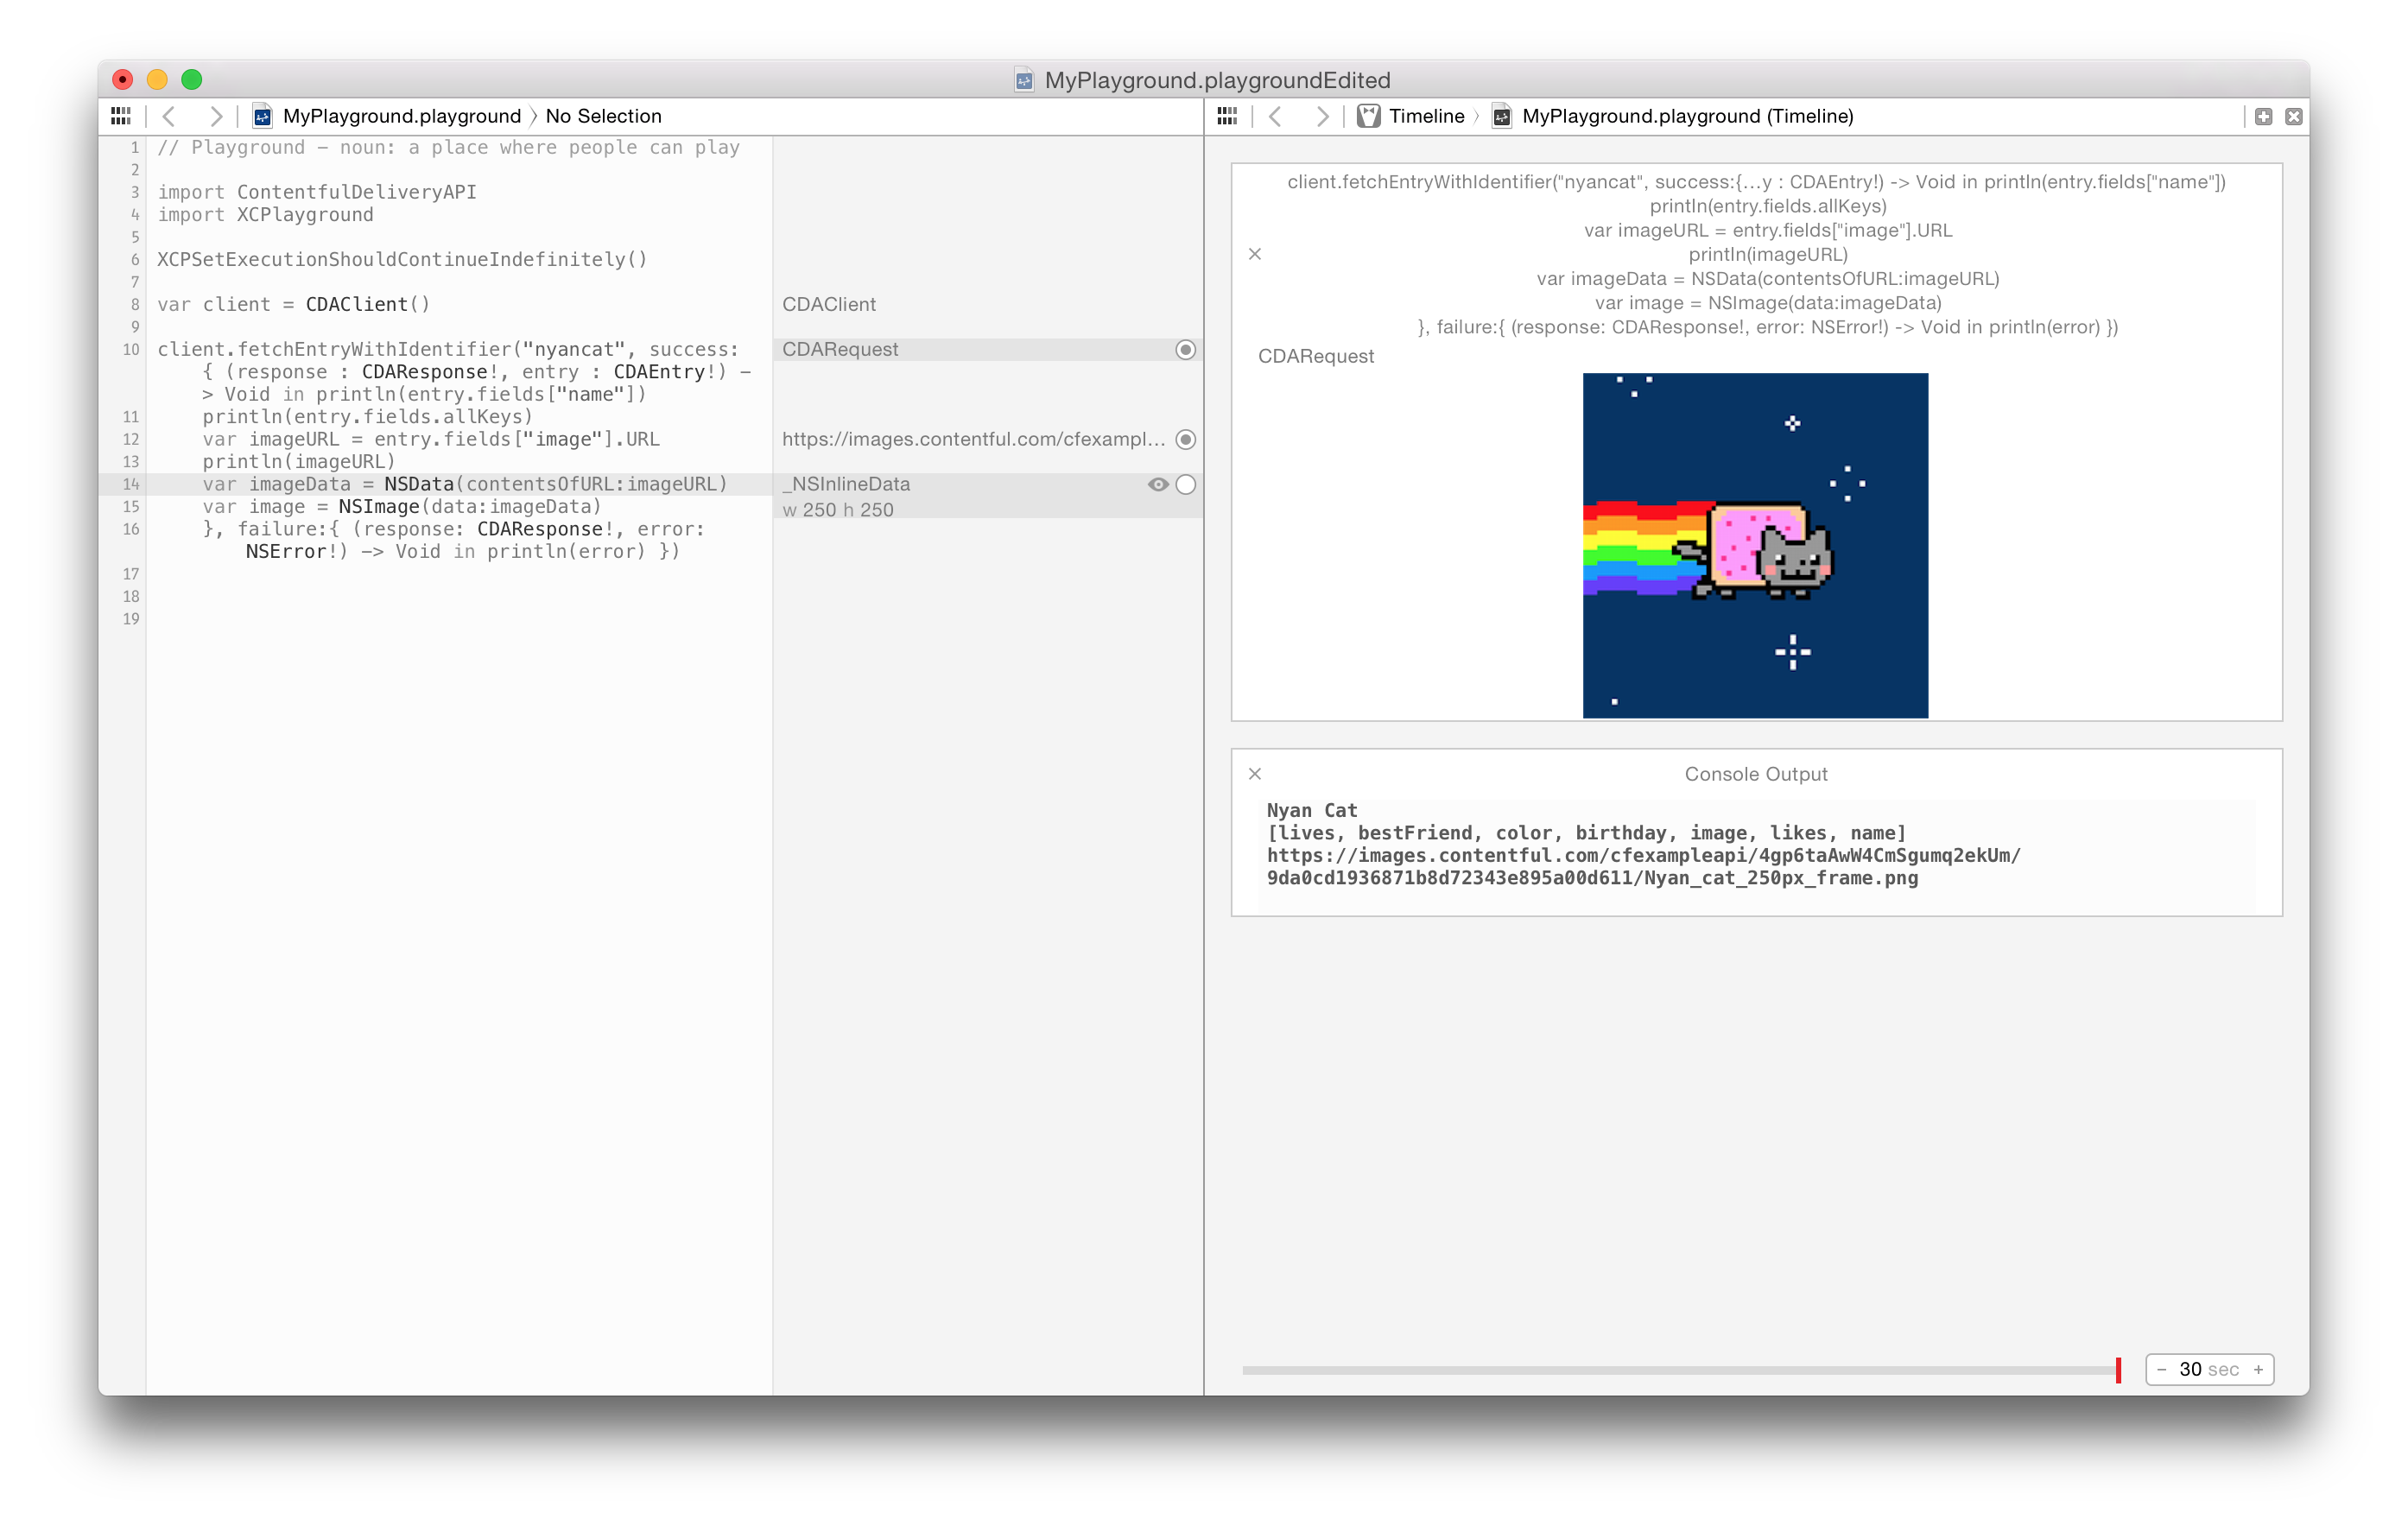 MyPlayground.playgroundEdited
MyPlayground.playground 〉 No Selection
1 // Playground – noun: a place where people can play
2
3 import ContentfulDeliveryAPI
4 import XCPlayground
5
6 XCPSetExecutionShouldContinueIndefinitely()
7
8 var client = CDAClient()
9
10 client.fetchEntryWithIdentifier("nyancat", success:
{ (response : CDAResponse!, entry : CDAEntry!) –
> Void in println(entry.fields["name"])
11 println(entry.fields.allKeys)
12 var imageURL = entry.fields["image"].URL
13 println(imageURL)
14 var imageData = NSData(contentsOfURL:imageURL)
15 var image = NSImage(data:imageData)
16 }, failure:{ (response: CDAResponse!, error:
NSError!) –> Void in println(error) })
17
18
19
CDAClient
CDARequest
https://images.contentful.com/cfexampl...
_NSInlineData
w 250 h 250
Timeline 〉 MyPlayground.playground (Timeline)
client.fetchEntryWithIdentifier("nyancat", success:{...y : CDAEntry!) -> Void in println(entry.fields["name"])
println(entry.fields.allKeys)
var imageURL = entry.fields["image"].URL
println(imageURL)
var imageData = NSData(contentsOfURL:imageURL)
var image = NSImage(data:imageData)
}, failure:{ (response: CDAResponse!, error: NSError!) -> Void in println(error) })
CDARequest
Console Output
Nyan Cat
[lives, bestFriend, color, birthday, image, likes, name]
https://images.contentful.com/cfexampleapi/4gp6taAwW4CmSgumq2ekUm/
9da0cd1936871b8d72343e895a00d611/Nyan_cat_250px_frame.png
– 30 sec +